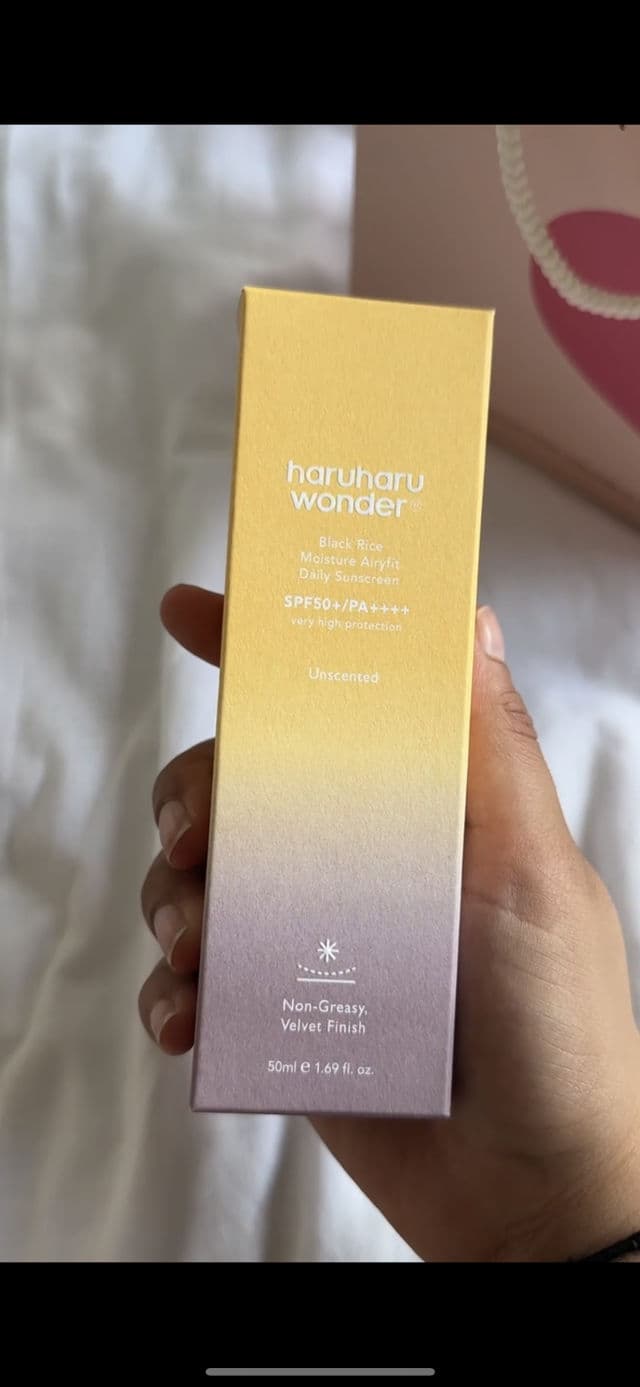 haruharu
wonder®
Black Rice
Moisture Airyfit
Daily Sunscreen
SPF50+/PA++++
very high protection
Unscented
Non-Greasy,
Velvet Finish
50ml ℮ 1.69 fl. oz.